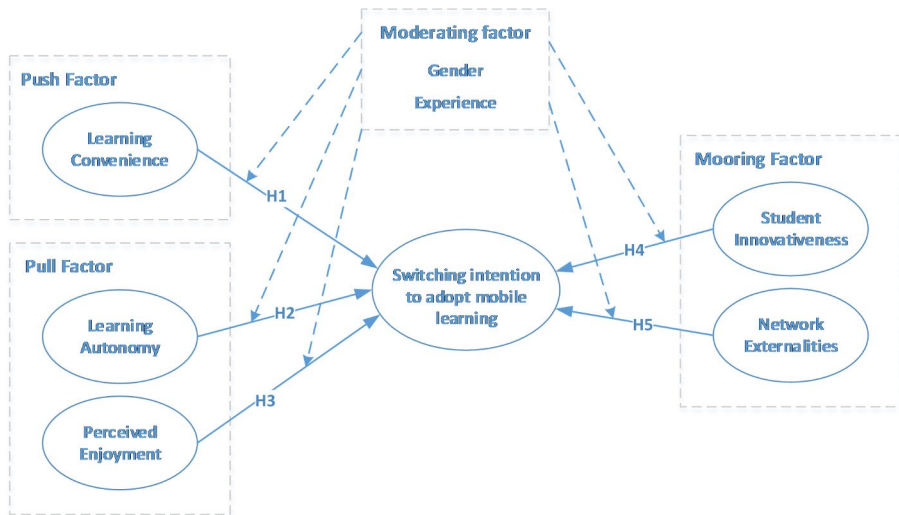 Moderating factor
Gender
Experience
Push Factor
Learning
Convenience
H1
Pull Factor
Learning
Autonomy
H2
Perceived
Enjoyment
H3
Switching intention
to adopt mobile
learning
Mooring Factor
Student
Innovativeness
H4
Network
Externalities
H5